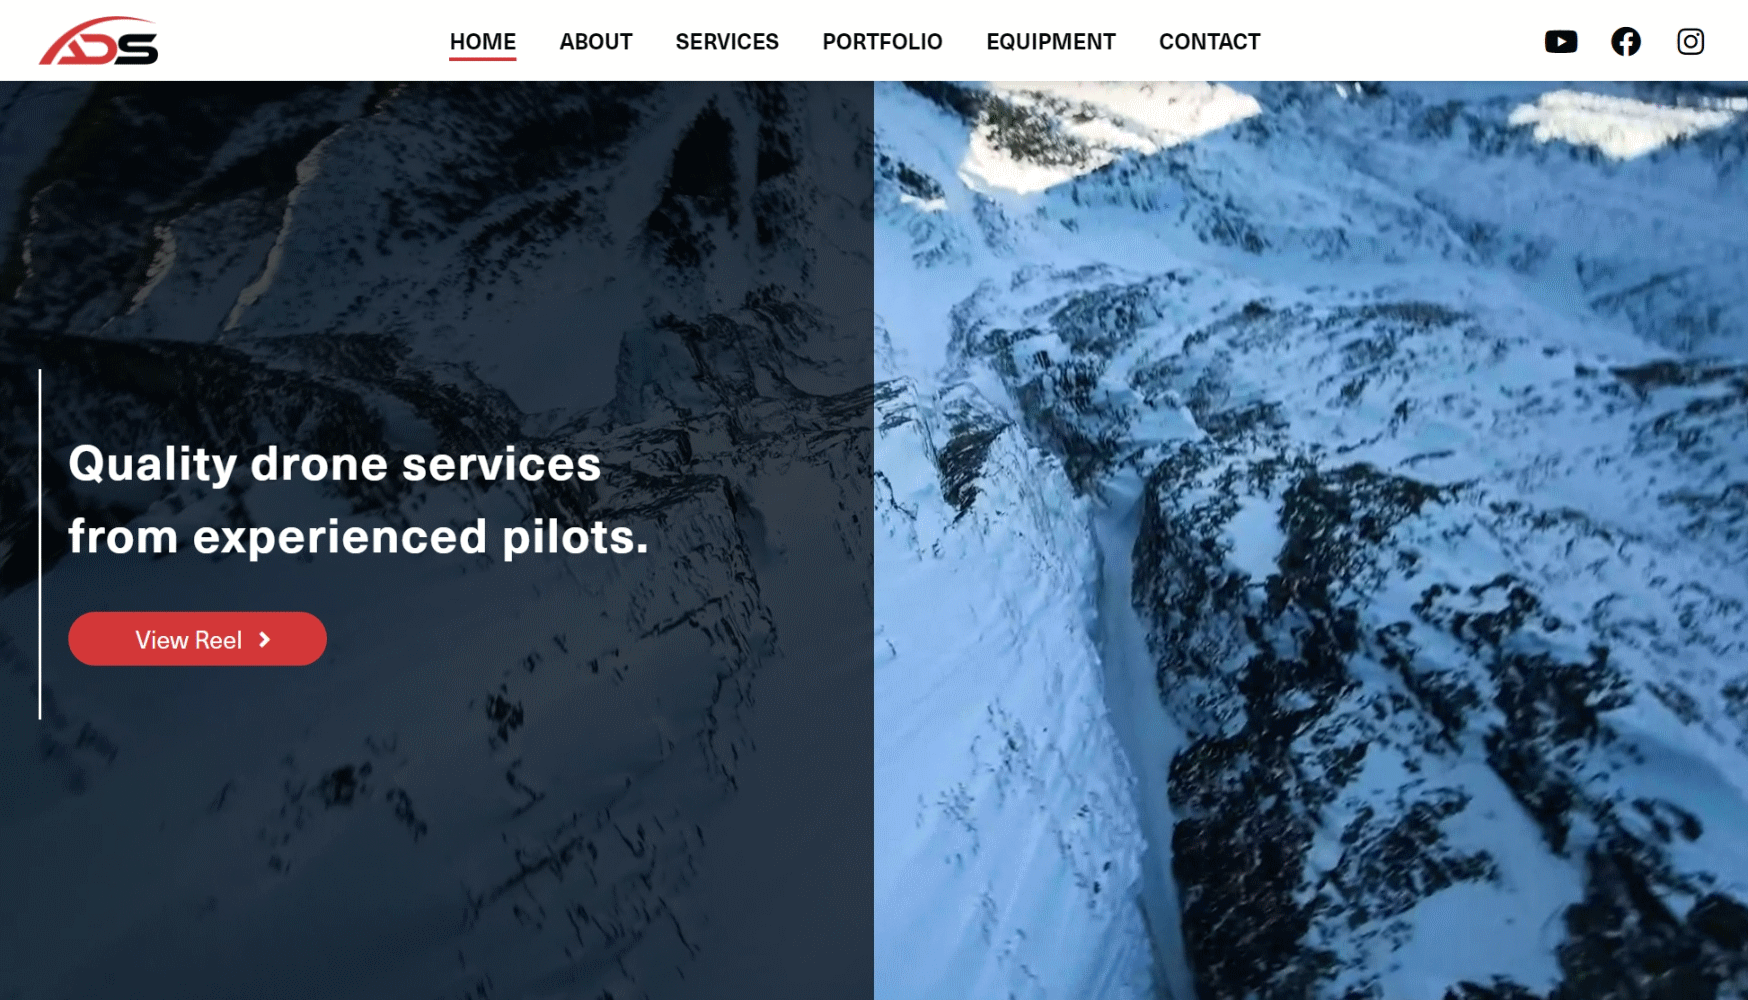 ADS
HOME ABOUT SERVICES PORTFOLIO EQUIPMENT CONTACT
Quality drone services
from experienced pilots.
View Reel